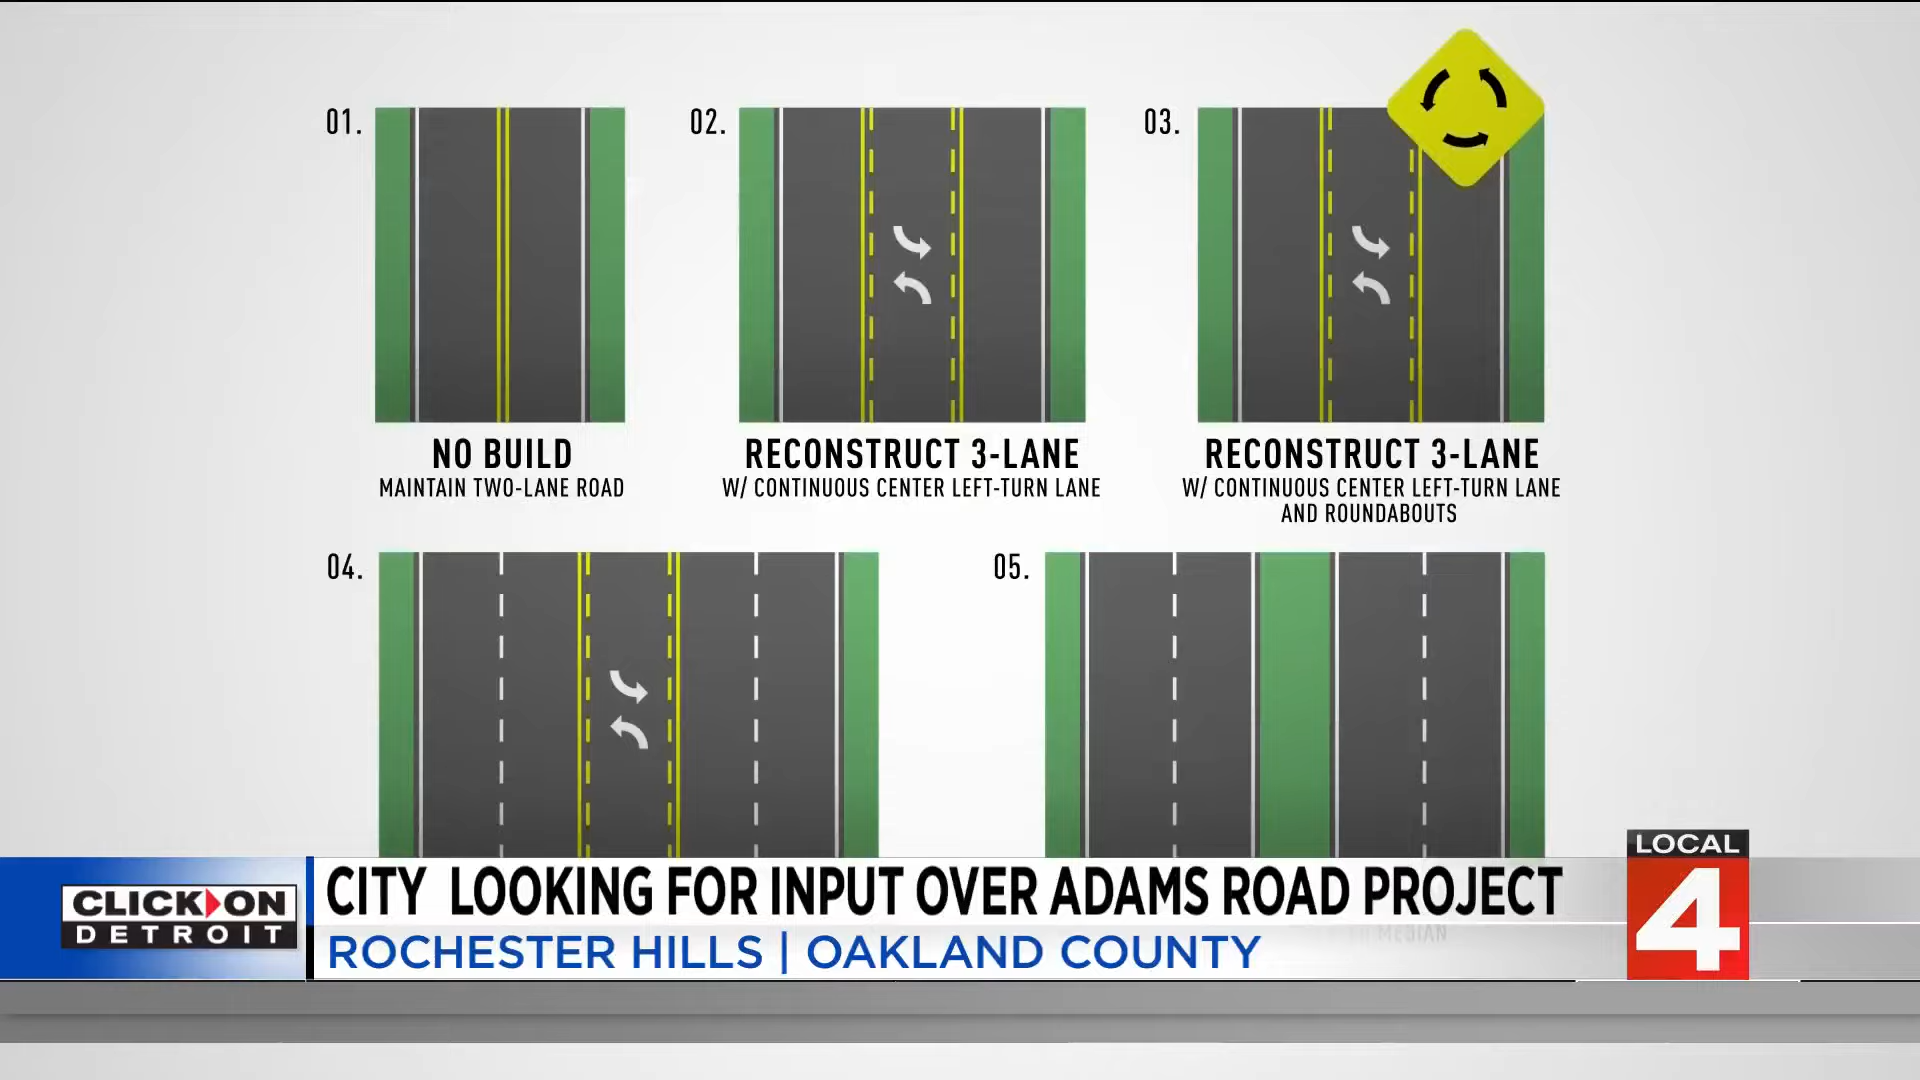 01.
02.
03.
NO BUILD
MAINTAIN TWO-LANE ROAD
RECONSTRUCT 3-LANE
W/ CONTINUOUS CENTER LEFT-TURN LANE
RECONSTRUCT 3-LANE
W/ CONTINUOUS CENTER LEFT-TURN LANE
AND ROUNDABOUTS
04.
05.
CLICK ON
DETROIT
CITY LOOKING FOR INPUT OVER ADAMS ROAD PROJECT
ROCHESTER HILLS | OAKLAND COUNTY
MEDIAN
LOCAL
4